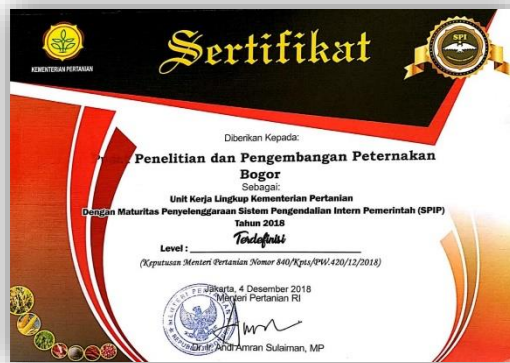 KEMENTERIAN PERTANIAN
Sertifikat
SPI
Diberikan Kepada:
Penelitian dan Pengembangan Peternakan
Bogor
Sebagai:
Unit Kerja Lingkup Kementerian Pertanian
Dengan Maturitas Penyelenggaraan Sistem Pengendalian Intern Pemerintah (SPIP)
Tahun 2018
Level : Terdefinisi
(Keputusan Menteri Pertanian Nomor 840/Kpts/PW.420/12/2018)
Jakarta, 4 Desember 2018
Menteri Pertanian RI
Dr. Ir. Andi Amran Sulaiman, MP